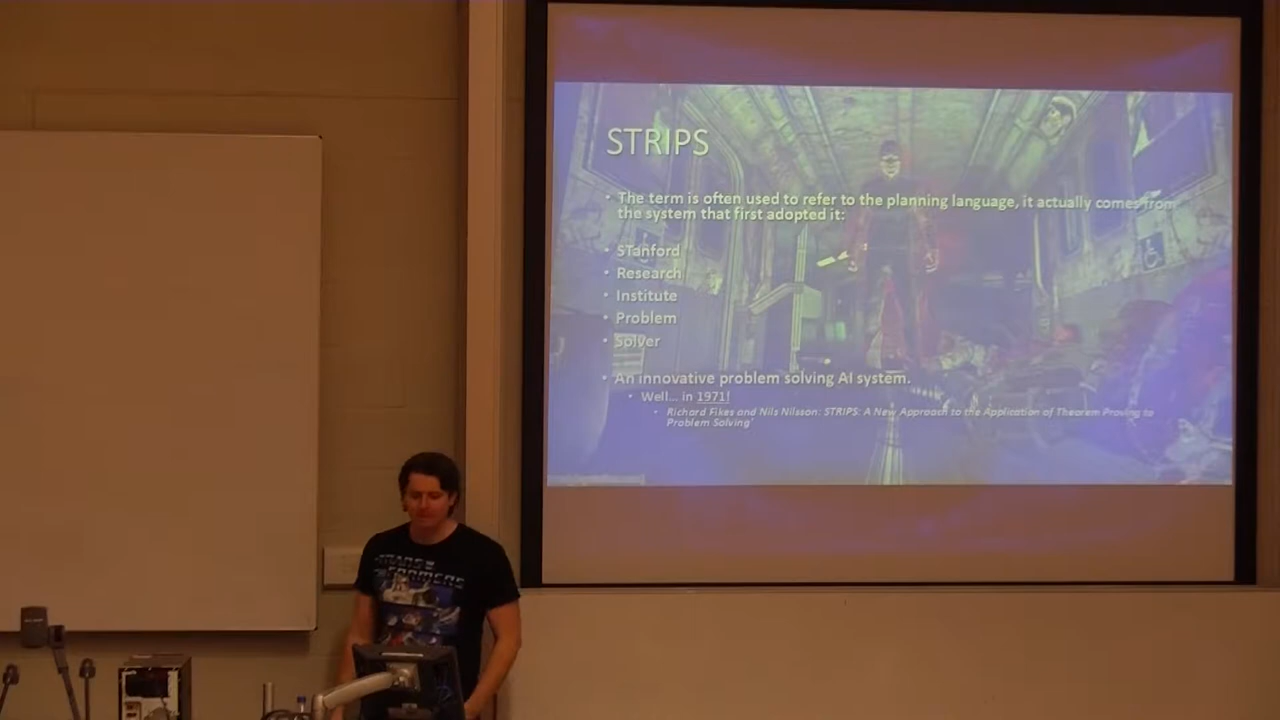 STRIPS
• The term is often used to refer to the planning language, it actually comes from
the system that first adopted it:
• STanford
• Research
• Institute
• Problem
• Solver
• An innovative problem solving AI system.
• Well... in 1971!
• Richard Fikes and Nils Nilsson: STRIPS: A New Approach to the Application of Theorem Proving to
Problem Solving'
TRANSFORMERS